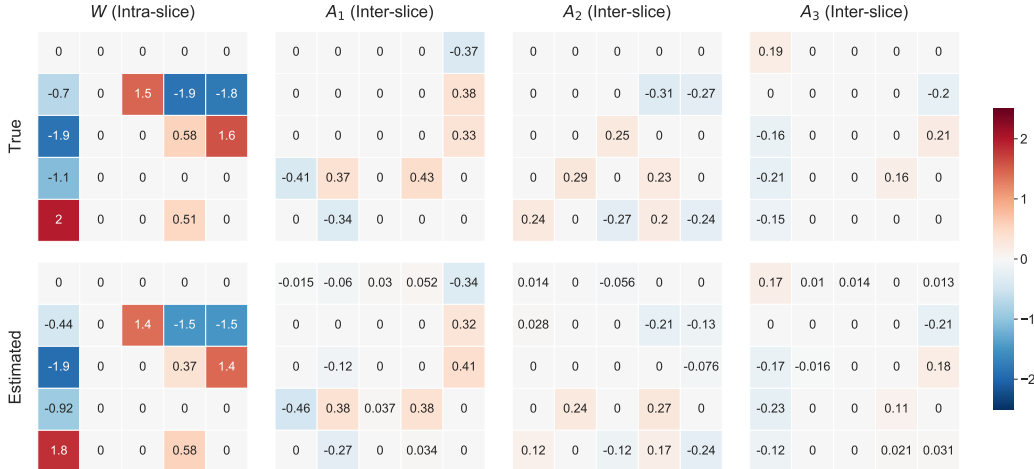 W (Intra-slice) A₁ (Inter-slice) A₂ (Inter-slice) A₃ (Inter-slice)
True
0 0 0 0 0 0 0 0 0 -0.37 0 0 0 0 0 0.19 0 0 0 0
-0.7 0 1.5 -1.9 -1.8 0 0 0 0 0.38 0 0 0 -0.31 -0.27 0 0 0 0 -0.2
-1.9 0 0 0.58 1.6 0 0 0 0 0.33 0 0 0.25 0 0 -0.16 0 0 0 0.21
-1.1 0 0 0 0 -0.41 0.37 0 0.43 0 0 0.29 0 0.23 0 -0.21 0 0 0.16 0
2 0 0 0.51 0 0 -0.34 0 0 0 0.24 0 -0.27 0.2 -0.24 -0.15 0 0 0 0
Estimated
0 0 0 0 0 -0.015 -0.06 0.03 0.052 -0.34 0.014 0 -0.056 0 0 0.17 0.01 0.014 0 0.013
-0.44 0 1.4 -1.5 -1.5 0 0 0 0 0.32 0.028 0 0 -0.21 -0.13 0 0 0 0 -0.21
-1.9 0 0 0.37 1.4 0 -0.12 0 0 0.41 0 0 0 0 -0.076 -0.17 -0.016 0 0 0.18
-0.92 0 0 0 0 -0.46 0.38 0.037 0.38 0 0 0.24 0 0.27 0 -0.23 0 0 0.11 0
1.8 0 0 0.58 0 0 -0.27 0 0.034 0 0.12 0 -0.12 0.17 -0.24 -0.12 0 0 0.021 0.031
2
1
0
−1
−2